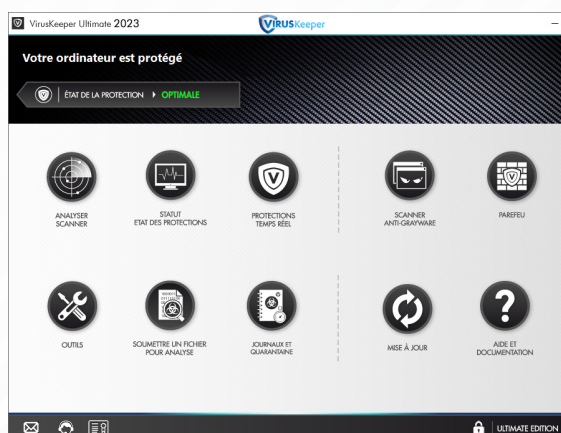 VirusKeeper Ultimate 2023
VIRUSKeeper
Votre ordinateur est protégé
ÉTAT DE LA PROTECTION OPTIMALE
ANALYSER
SCANNER
STATUT
ETAT DES PROTECTIONS
PROTECTIONS
TEMPS RÉEL
SCANNER
ANTI-GRAYWARE
PAREFEU
OUTILS
SOUMETTRE UN FICHIER
POUR ANALYSE
JOURNAUX ET
QUARANTAINE
MISE À JOUR
AIDE ET
DOCUMENTATION
ULTIMATE EDITION